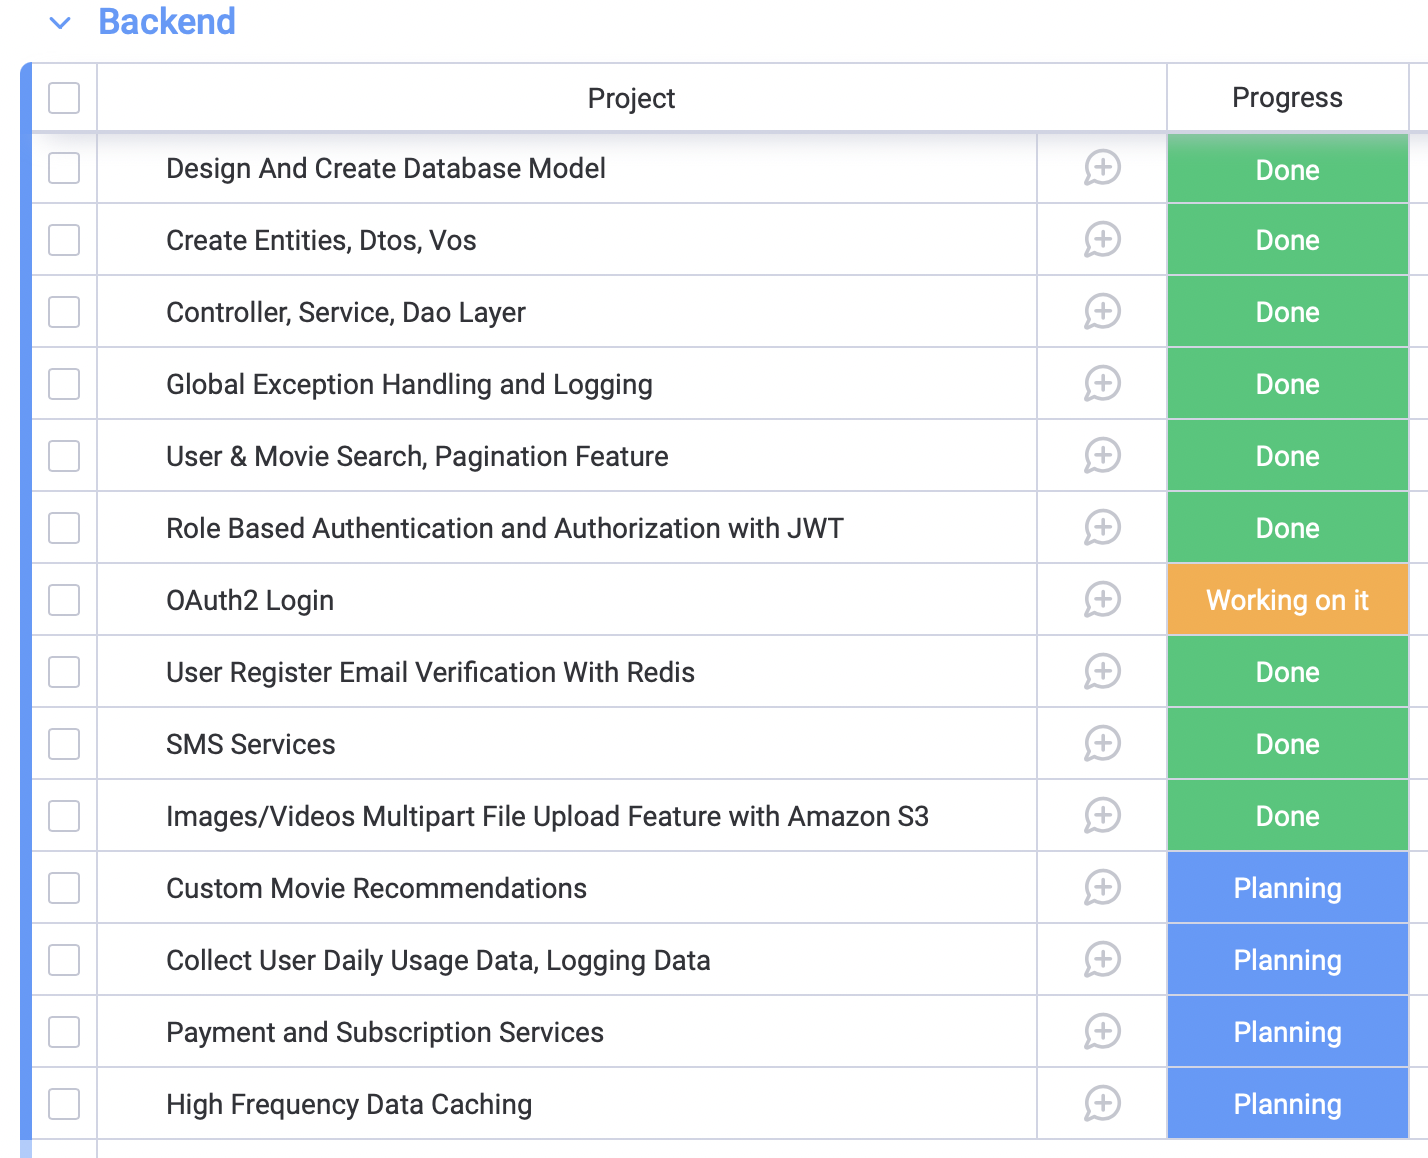 Backend
Project Progress
Design And Create Database Model Done
Create Entities, Dtos, Vos Done
Controller, Service, Dao Layer Done
Global Exception Handling and Logging Done
User & Movie Search, Pagination Feature Done
Role Based Authentication and Authorization with JWT Done
OAuth2 Login Working on it
User Register Email Verification With Redis Done
SMS Services Done
Images/Videos Multipart File Upload Feature with Amazon S3 Done
Custom Movie Recommendations Planning
Collect User Daily Usage Data, Logging Data Planning
Payment and Subscription Services Planning
High Frequency Data Caching Planning